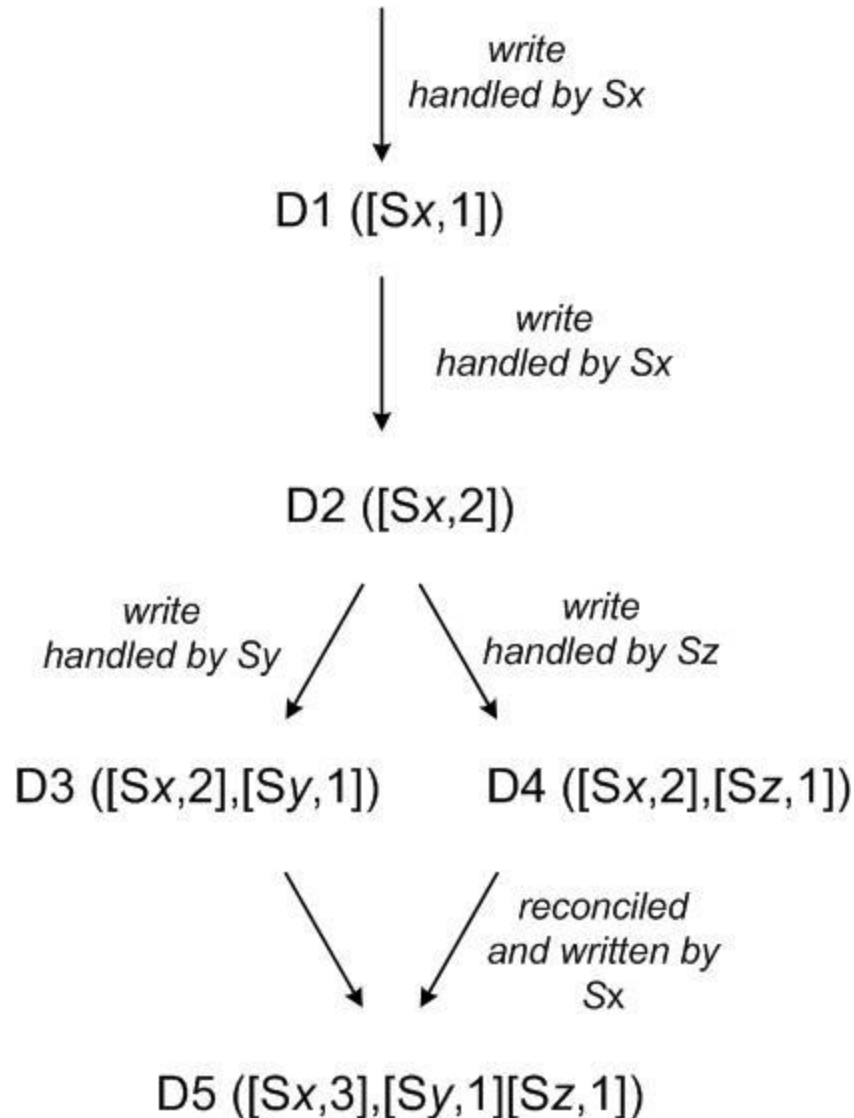 write
handled by Sx
D1 ([Sx,1])
write
handled by Sx
D2 ([Sx,2])
write
handled by Sy
write
handled by Sz
D3 ([Sx,2],[Sy,1])
D4 ([Sx,2],[Sz,1])
reconciled
and written by
Sx
D5 ([Sx,3],[Sy,1][Sz,1])